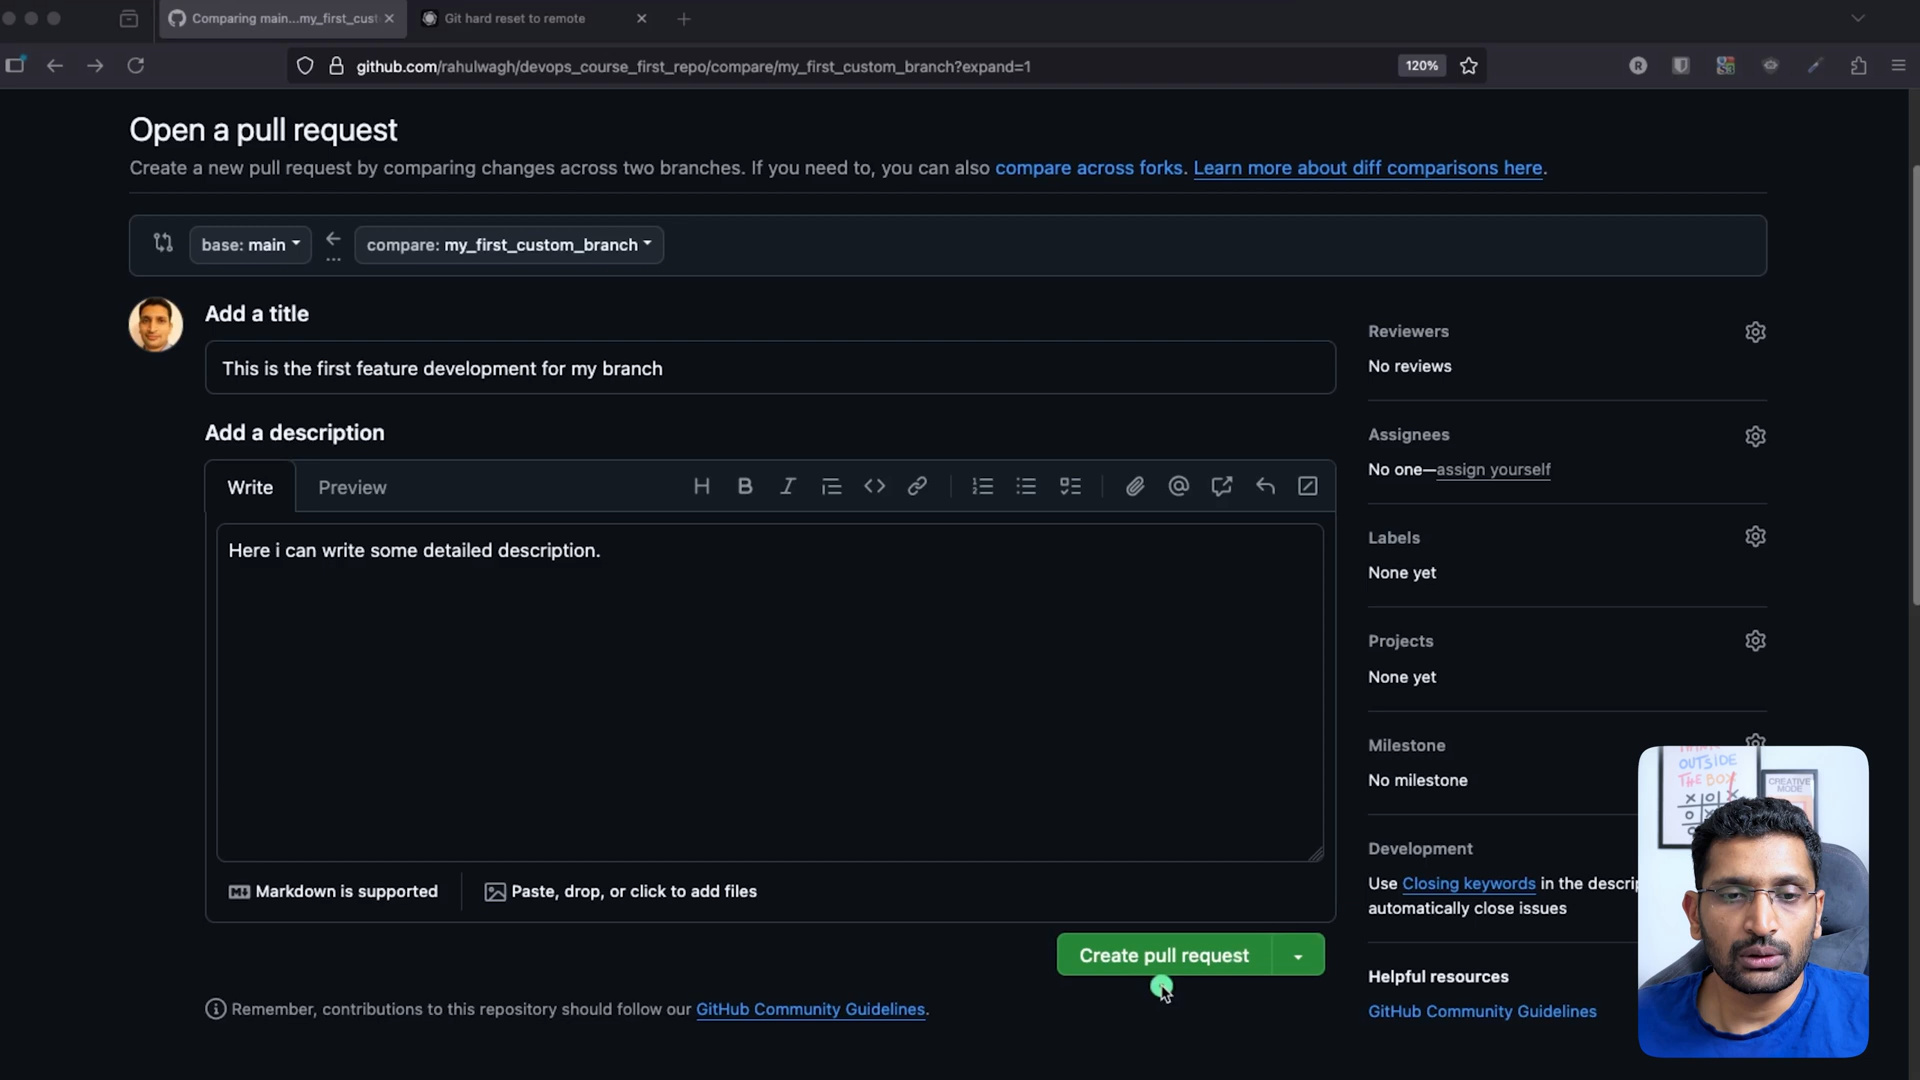 Comparing main...my_first_cust
Git hard reset to remote
github.com/rahulwagh/devops_course_first_repo/compare/my_first_custom_branch?expand=1
120%
R
Open a pull request
Create a new pull request by comparing changes across two branches. If you need to, you can also compare across forks. Learn more about diff comparisons here.
base: main
compare: my_first_custom_branch
Add a title
This is the first feature development for my branch
Add a description
Write
Preview
Here i can write some detailed description.
Markdown is supported
Paste, drop, or click to add files
Create pull request
Remember, contributions to this repository should follow our GitHub Community Guidelines.
Reviewers
No reviews
Assignees
No one—assign yourself
Labels
None yet
Projects
None yet
Milestone
No milestone
Development
Use Closing keywords in the descrip
automatically close issues
Helpful resources
GitHub Community Guidelines
OUTSIDE
THE BOX
CREATIVE
MODE